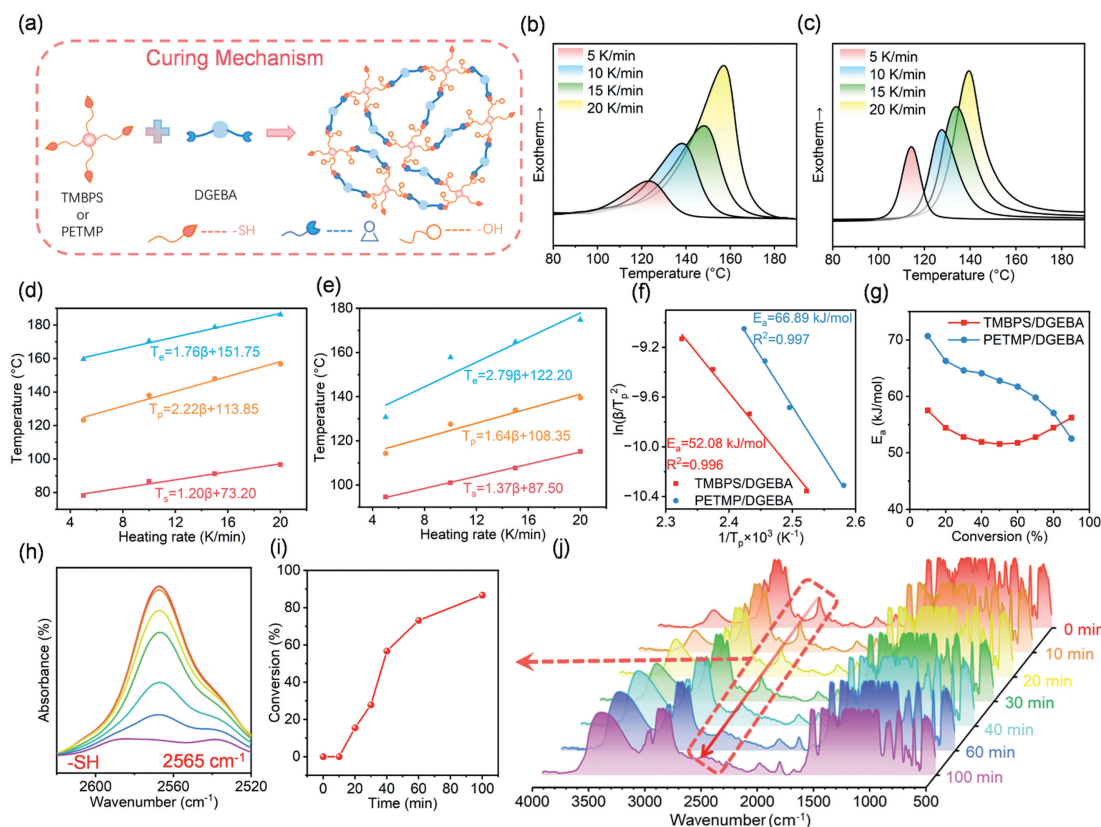 (a)
Curing Mechanism
TMBPS
or
PETMP
DGEBA
-SH
-OH
(b)
5 K/min
10 K/min
15 K/min
20 K/min
Exotherm→
80 100 120 140 160 180
Temperature (°C)
(c)
5 K/min
10 K/min
15 K/min
20 K/min
Exotherm→
80 100 120 140 160 180
Temperature (°C)
(d)
Temperature (°C)
180
160
140
120
100
80
Te=1.76β+151.75
Tp=2.22β+113.85
Ts=1.20β+73.20
4 8 12 16 20
Heating rate (K/min)
(e)
Temperature (°C)
180
160
140
120
100
Te=2.79β+122.20
Tp=1.64β+108.35
Ts=1.37β+87.50
4 8 12 16 20
Heating rate (K/min)
(f)
ln(β/Tp²)
−9.2
−9.6
−10.0
−10.4
Ea=66.89 kJ/mol
R²=0.997
Ea=52.08 kJ/mol
R²=0.996
TMBPS/DGEBA
PETMP/DGEBA
2.3 2.4 2.5 2.6
1/Tp×10³ (K⁻¹)
(g)
TMBPS/DGEBA
PETMP/DGEBA
Ea (kJ/mol)
80
70
60
50
40
0 20 40 60 80 100
Conversion (%)
(h)
Absorbance (%)
-SH
2565 cm⁻¹
2600 2560 2520
Wavenumber(cm⁻¹)
(i)
Conversion (%)
100
80
60
40
20
0
0 20 40 60 80 100
Time (min)
(j)
0 min
10 min
20 min
30 min
40 min
60 min
100 min
4000 3500 3000 2500 2000 1500 1000 500
Wavenumber(cm⁻¹)